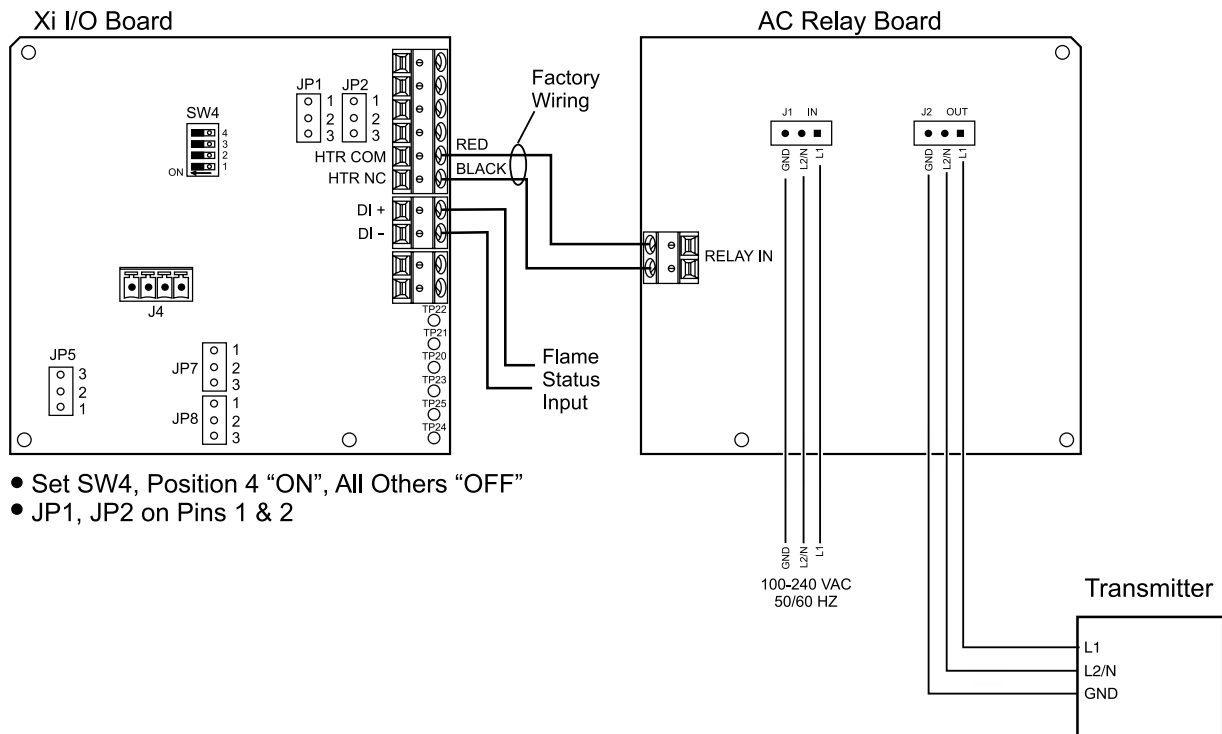 Xi I/O Board
AC Relay Board
JP1
JP2
1
2
3
1
2
3
SW4
4
3
2
1
ON
Factory
Wiring
HTR COM
HTR NC
RED
BLACK
DI +
DI –
J4
TP22
TP21
TP20
TP23
TP25
TP24
JP5
3
2
1
JP7
1
2
3
JP8
1
2
3
Flame
Status
Input
RELAY IN
J1 IN
GND
L2/N
L1
J2 OUT
GND
L2/N
L1
GND
L2/N
L1
100-240 VAC
50/60 HZ
Transmitter
L1
L2/N
GND
● Set SW4, Position 4 “ON”, All Others “OFF”
● JP1, JP2 on Pins 1 & 2